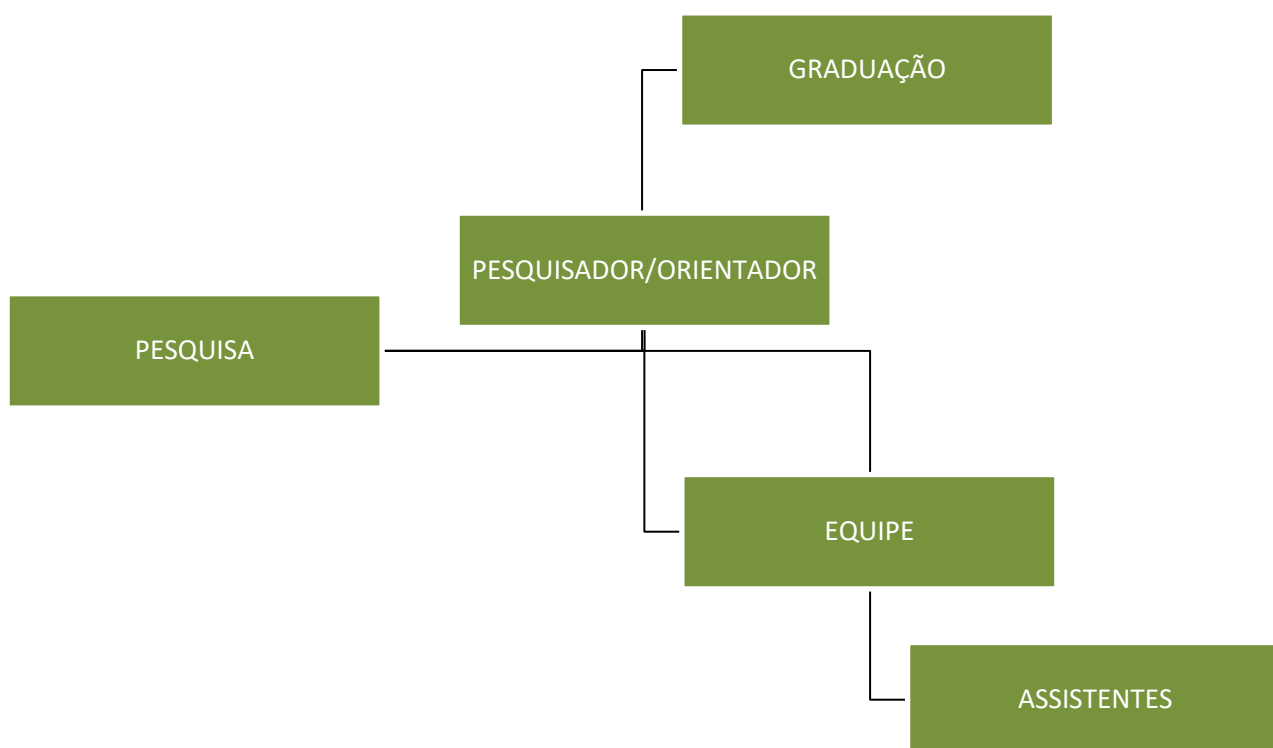 GRADUAÇÃO
PESQUISADOR/ORIENTADOR
PESQUISA
EQUIPE
ASSISTENTES